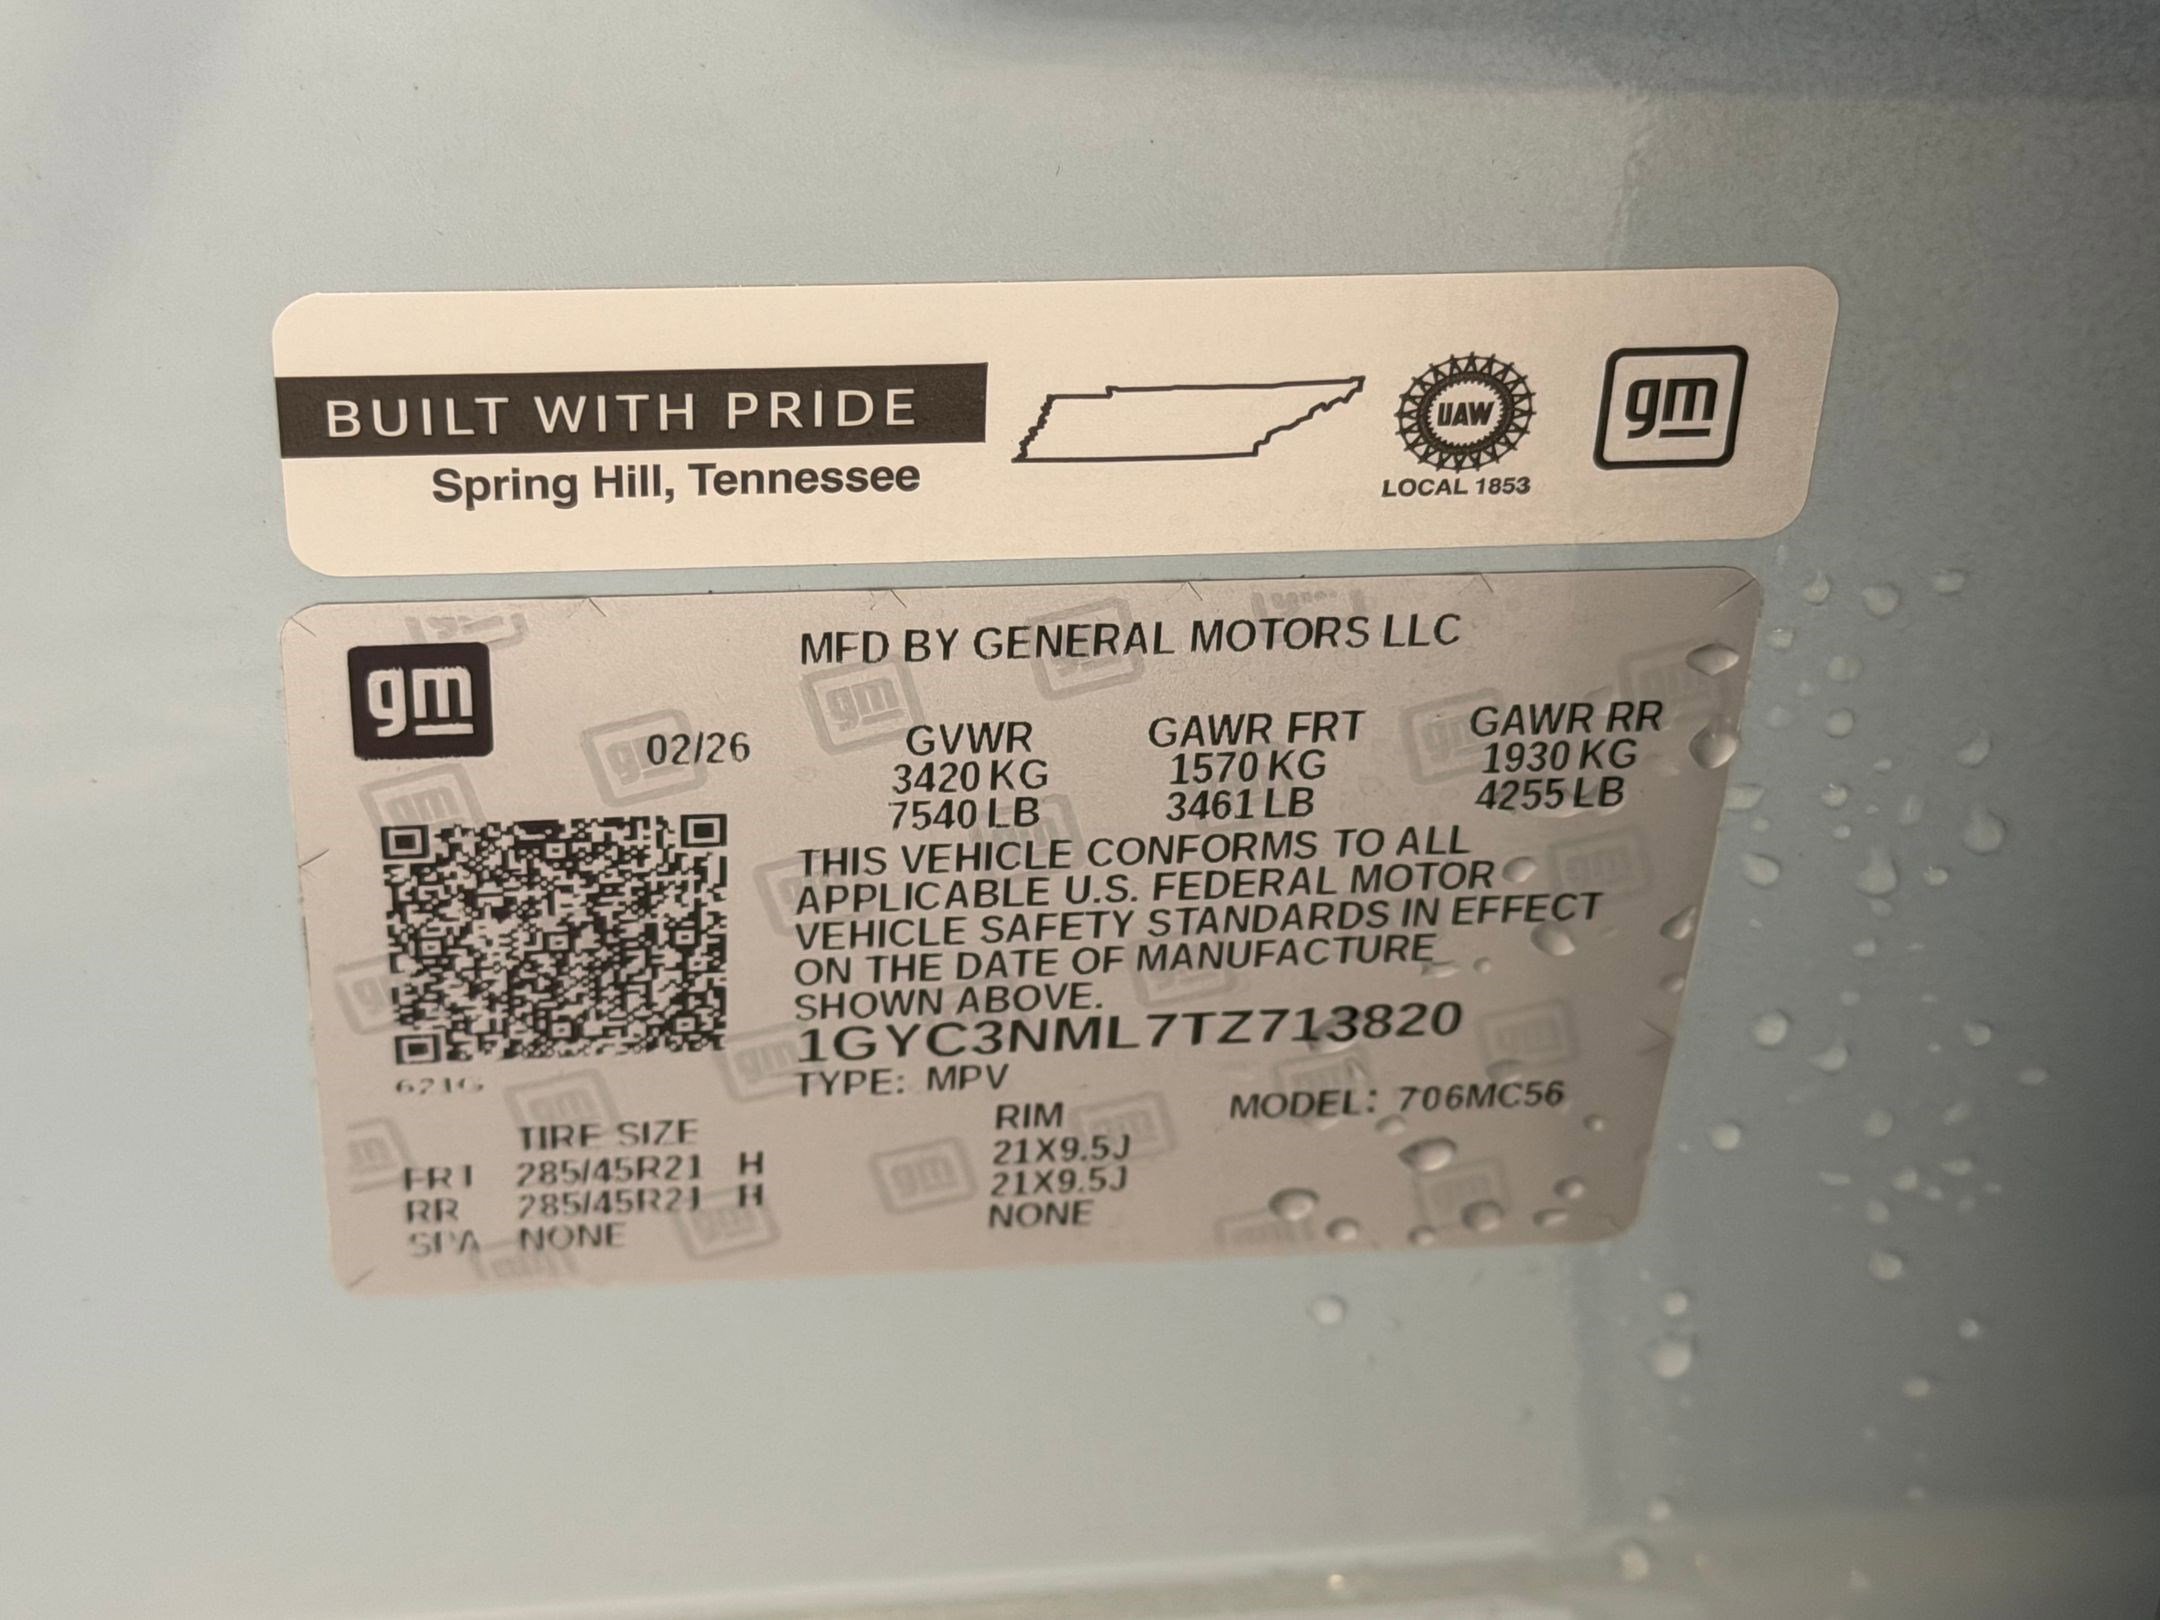 BUILT WITH PRIDE
Spring Hill, Tennessee
UAW
LOCAL 1853
gm
gm
MFD BY GENERAL MOTORS LLC
02/26
GVWR GAWR FRT GAWR RR
3420 KG 1570 KG 1930 KG
7540 LB 3461 LB 4255 LB
THIS VEHICLE CONFORMS TO ALL
APPLICABLE U.S. FEDERAL MOTOR
VEHICLE SAFETY STANDARDS IN EFFECT
ON THE DATE OF MANUFACTURE
SHOWN ABOVE.
1GYC3NML7TZ713820
TYPE: MPV MODEL: 706MC56
621G
TIRE SIZE RIM
FRT 285/45R21 H 21X9.5J
RR 285/45R21 H 21X9.5J
SPA NONE NONE